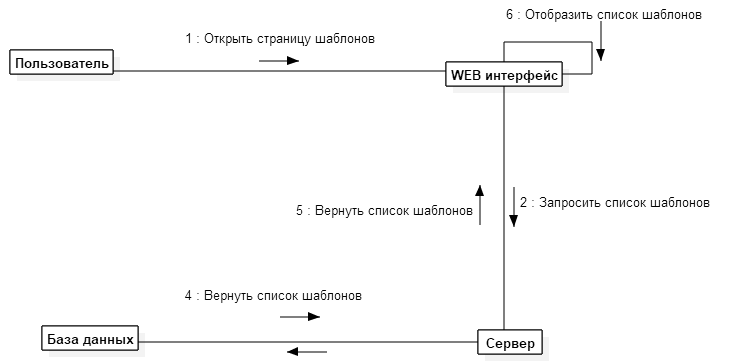 6 : Отобразить список шаблонов
1 : Открыть страницу шаблонов
Пользователь
WEB интерфейс
2 : Запросить список шаблонов
5 : Вернуть список шаблонов
4 : Вернуть список шаблонов
База данных
Сервер